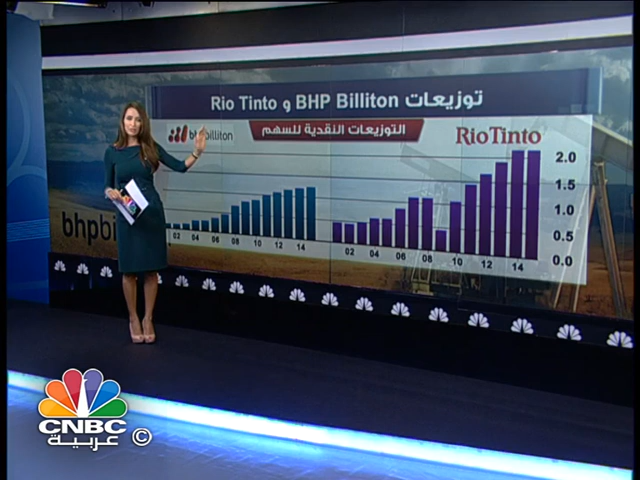 توزيعات BHP Billiton و Rio Tinto
التوزيعات النقدية للسهم
bhpbilliton
RioTinto
2.0
1.5
1.0
0.5
0.0
02 04 06 08 10 12 14
02 04 06 08 10 12 14
bhpbi
CNBC
عربية ©